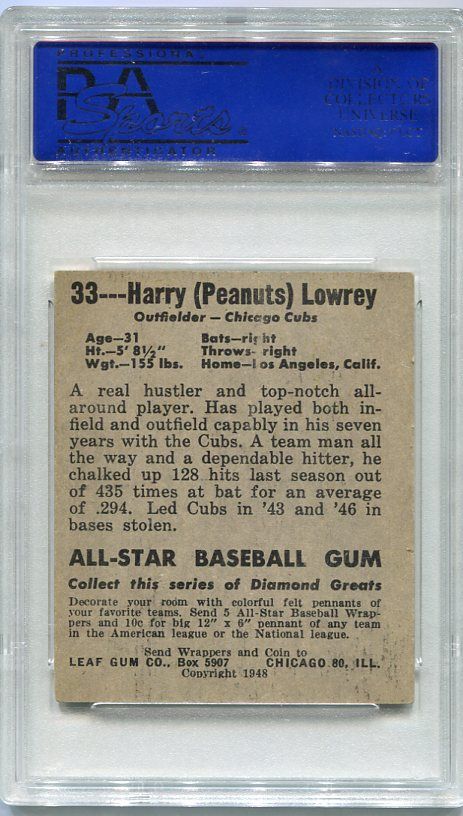 PROFESSIONAL
PSA
Sports
AUTHENTICATOR
A
DIVISION OF
COLLECTORS
UNIVERSE
33---Harry (Peanuts) Lowrey
Outfielder — Chicago Cubs
Age—31 Bats—right
Ht.—5' 8½" Throws-right
Wgt.—155 lbs. Home—Los Angeles, Calif.
A real hustler and top-notch all-
around player. Has played both in-
field and outfield capably in his seven
years with the Cubs. A team man all
the way and a dependable hitter, he
chalked up 128 hits last season out
of 435 times at bat for an average
of .294. Led Cubs in '43 and '46 in
bases stolen.
ALL-STAR BASEBALL GUM
Collect this series of Diamond Greats
Decorate your room with colorful felt pennants of
your favorite teams. Send 5 All-Star Baseball Wrap-
pers and 10c for big 12" x 6" pennant of any team
in the American league or the National league.
Send Wrappers and Coin to
LEAF GUM CO., Box 5907 CHICAGO 80, ILL.
Copyright 1948